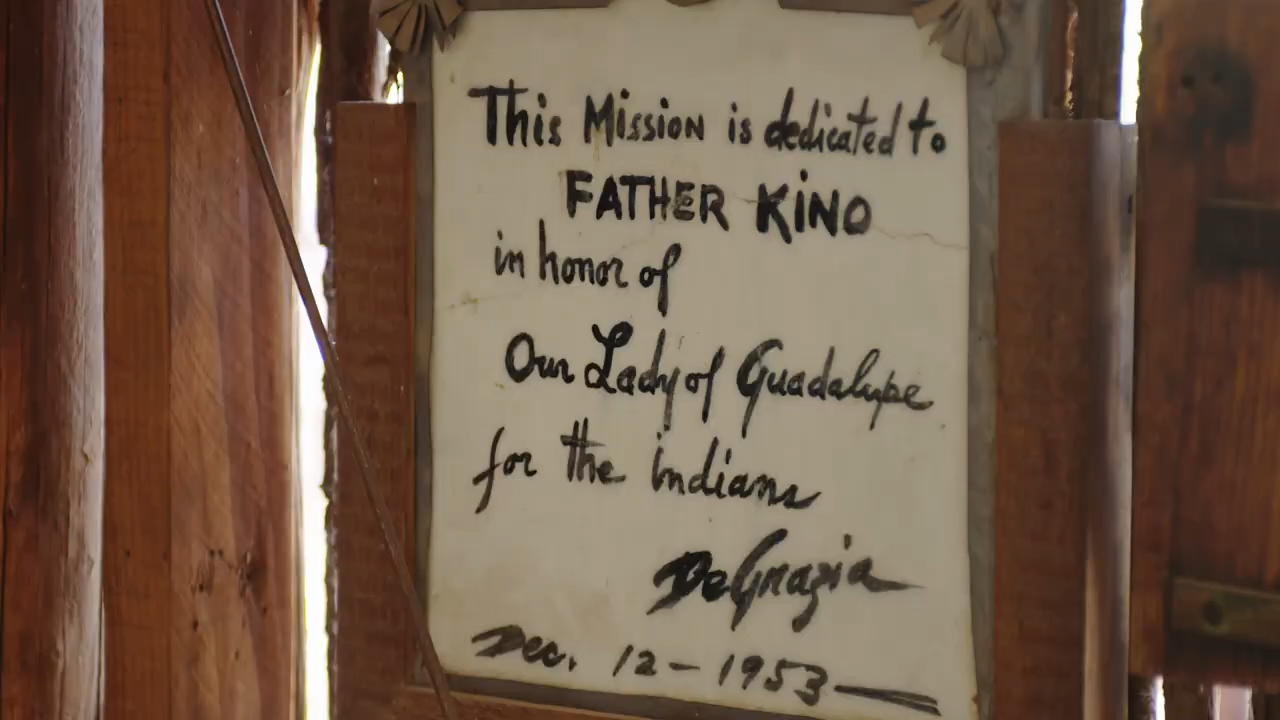 This Mission is dedicated to
FATHER KiNO
in honor of
Our Lady of Guadalupe
for the indians
DeGrazia
Dec. 12-1953